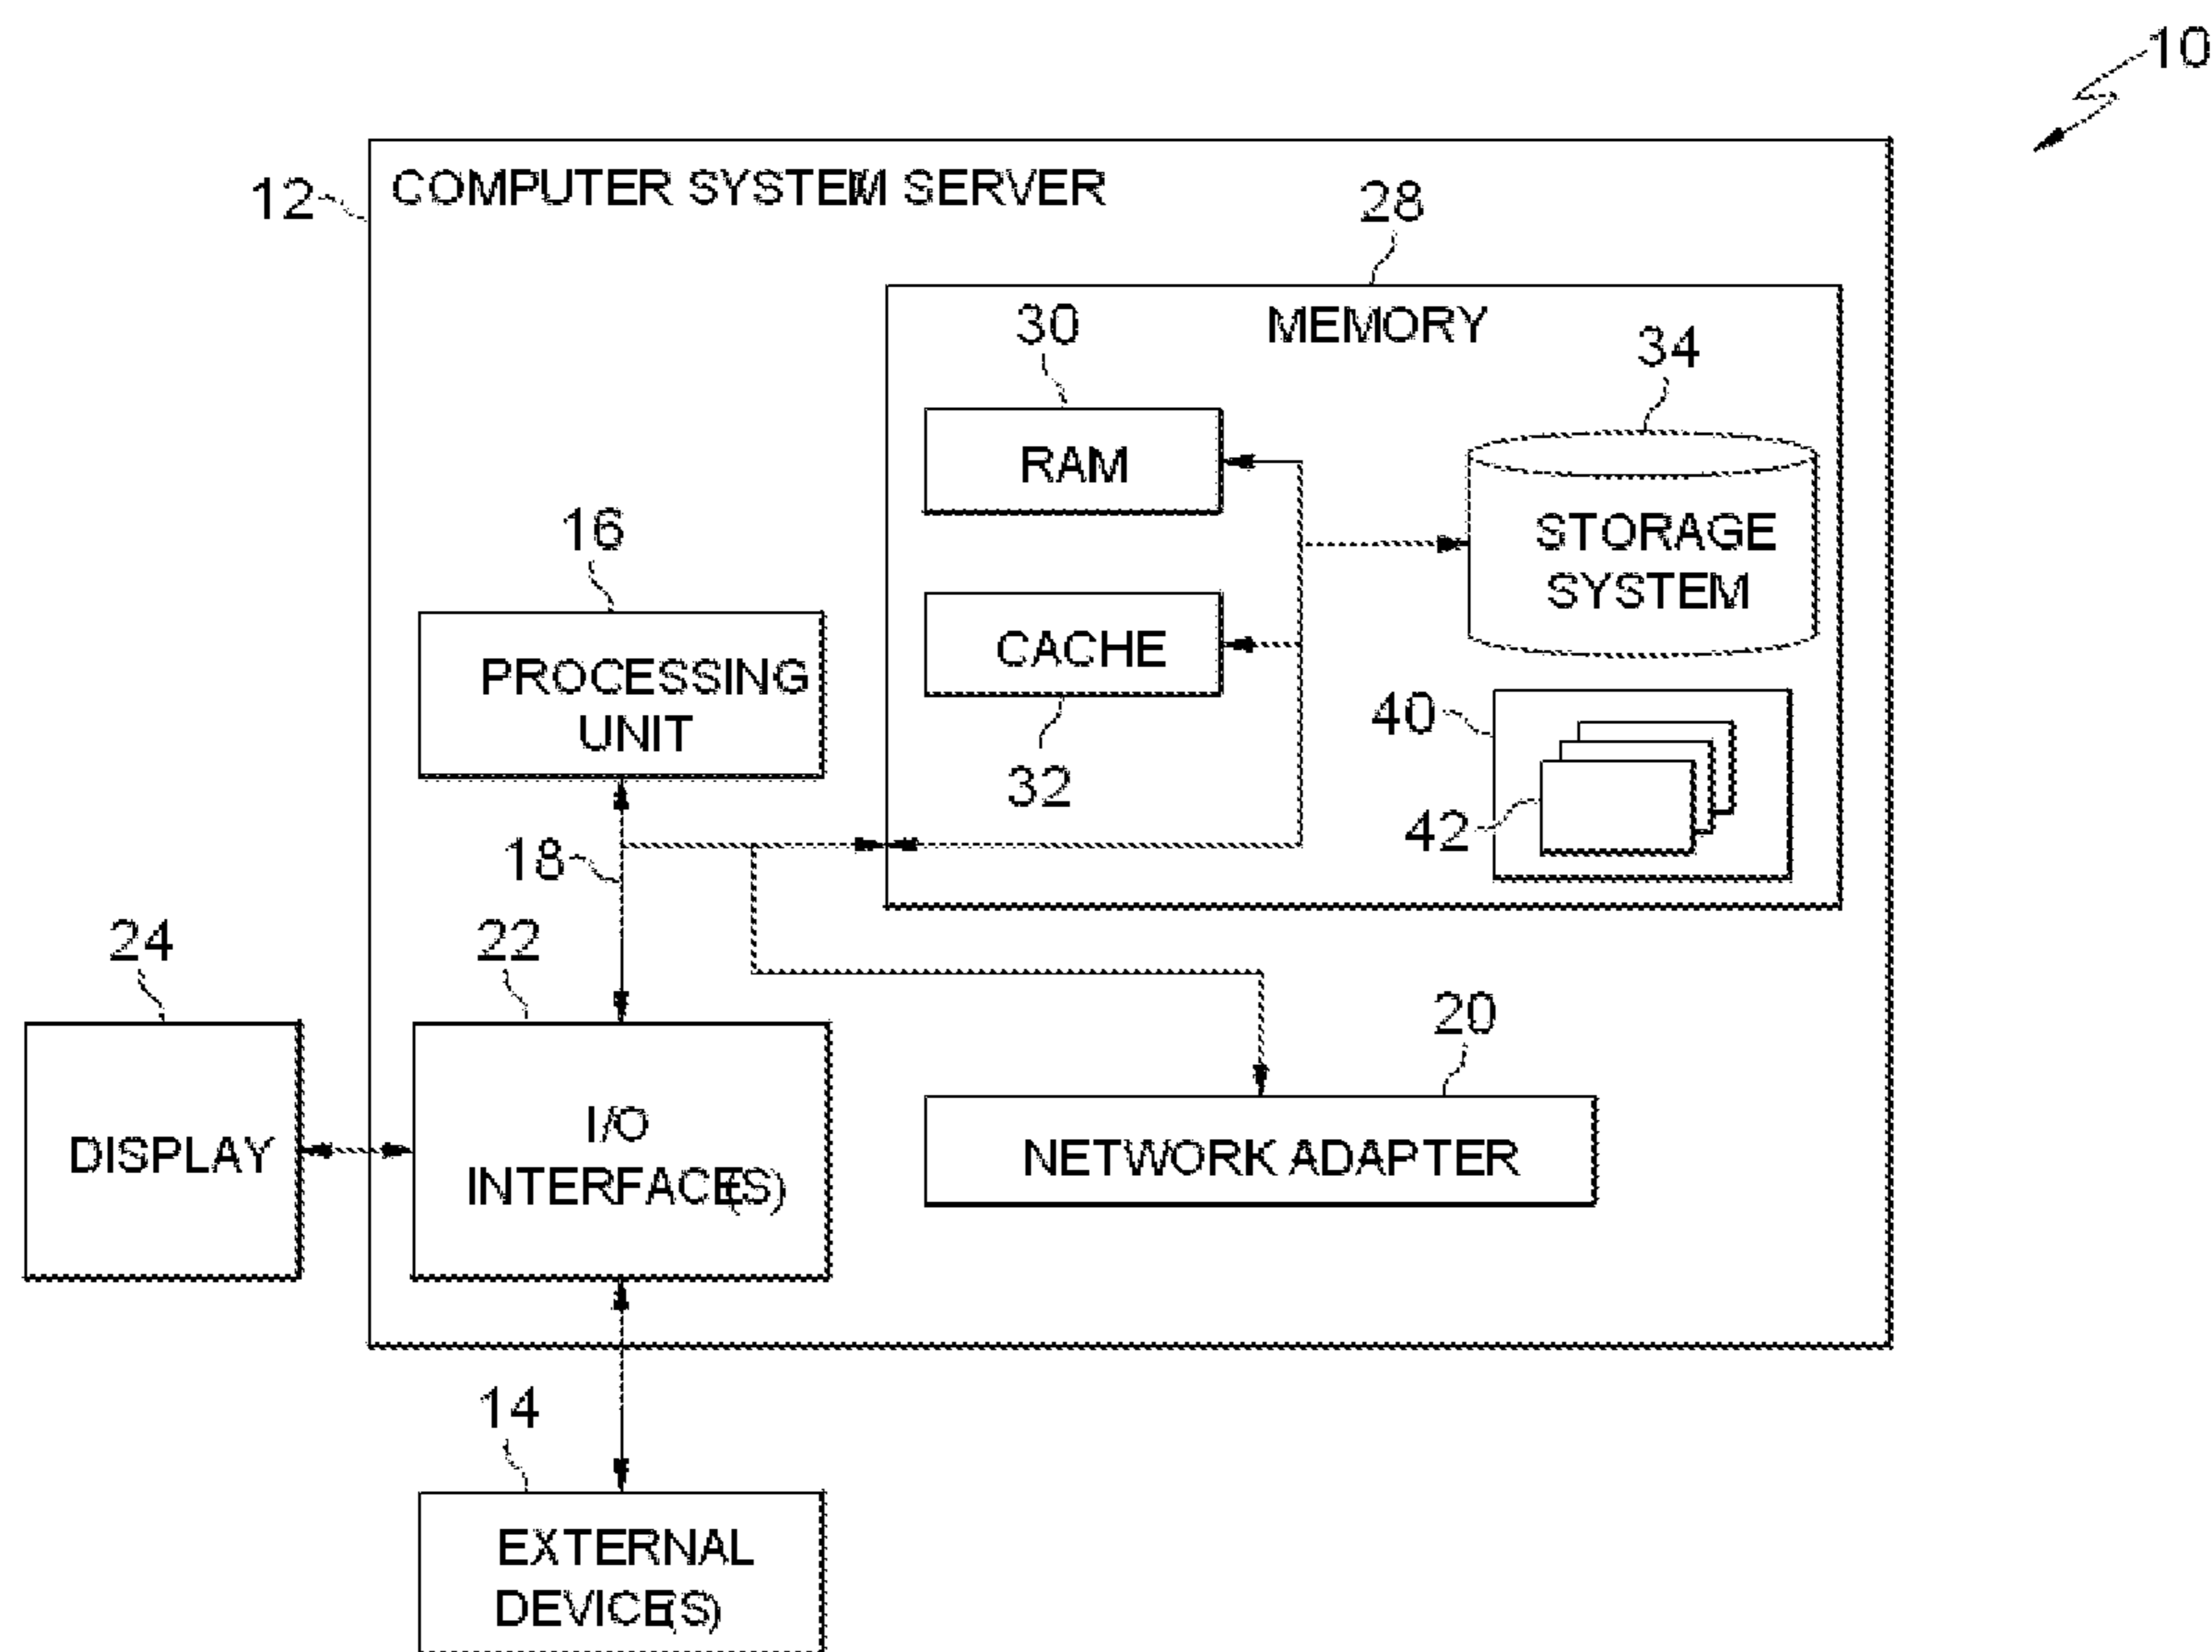 10
12
COMPUTER SYSTEM SERVER
28
MEMORY
30
34
RAM
STORAGE
SYSTEM
16
CACHE
PROCESSING
UNIT
32
40
42
18
24
22
20
DISPLAY
I/O
INTERFACE(S)
NETWORK ADAPTER
14
EXTERNAL
DEVICE(S)